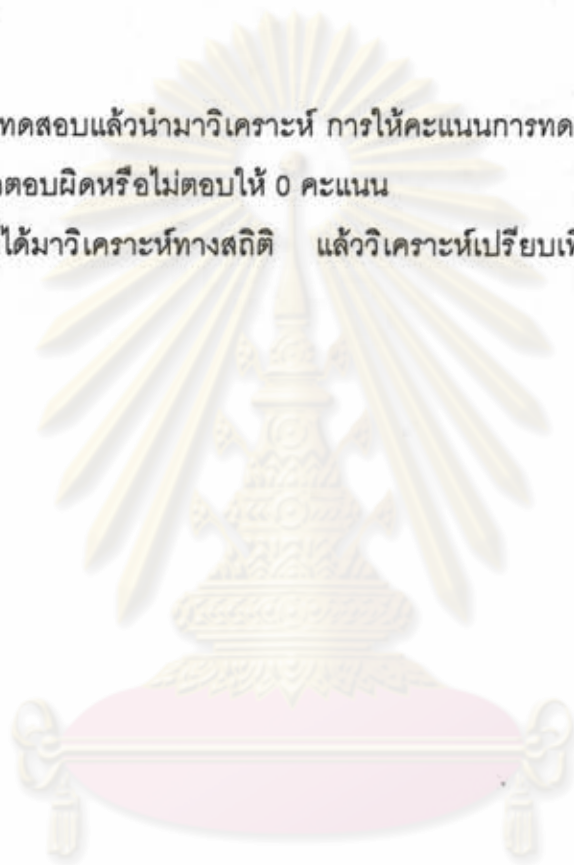 ทดสอบแล้วนำมาวิเคราะห์ การให้คะแนนการทด
ตอบผิดหรือไม่ตอบให้ 0 คะแนน
ได้มาวิเคราะห์ทางสถิติ แล้ววิเคราะห์เปรียบเที